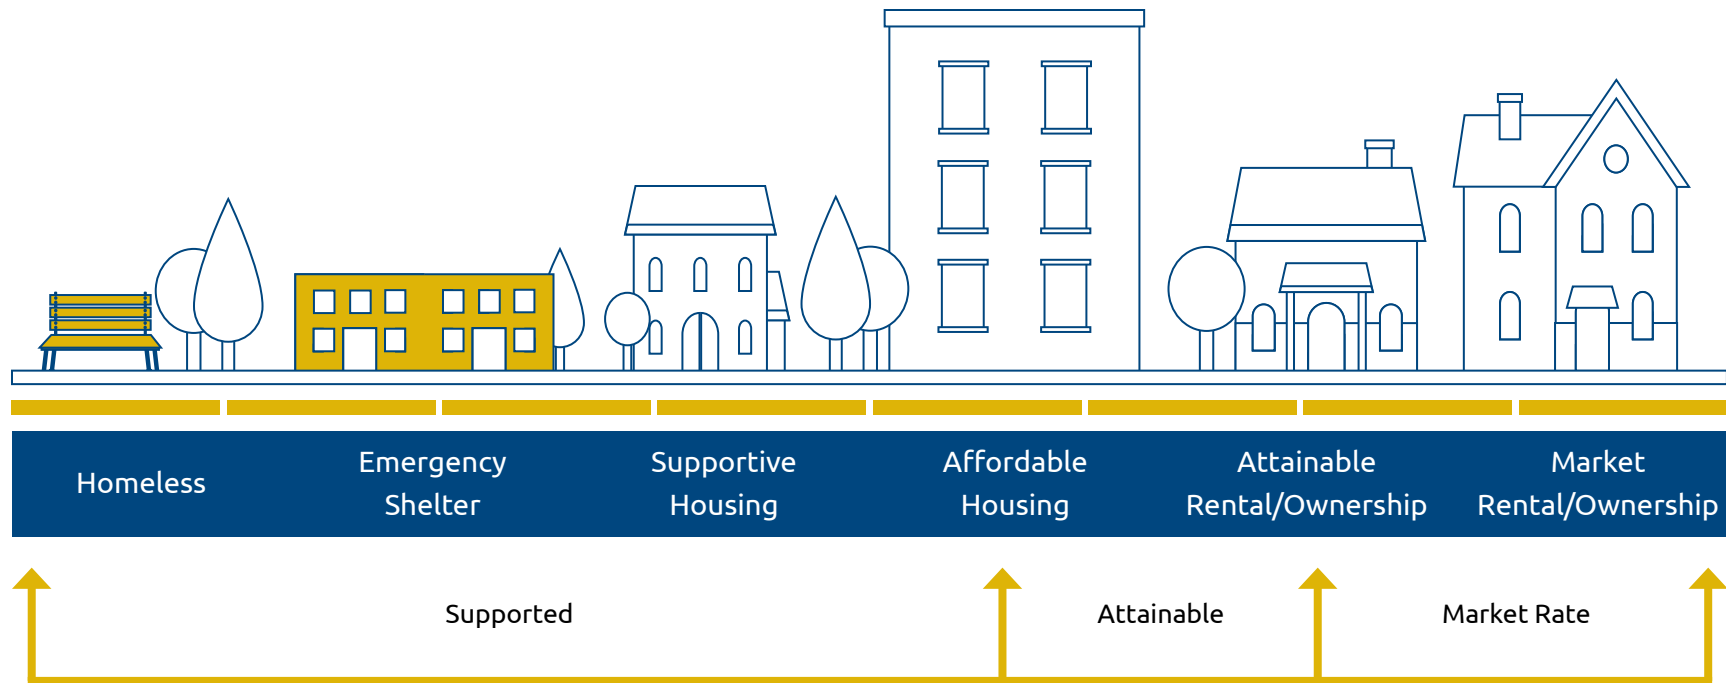 Homeless
Emergency
Shelter
Supportive
Housing
Affordable
Housing
Attainable
Rental/Ownership
Market
Rental/Ownership
Supported
Attainable
Market Rate